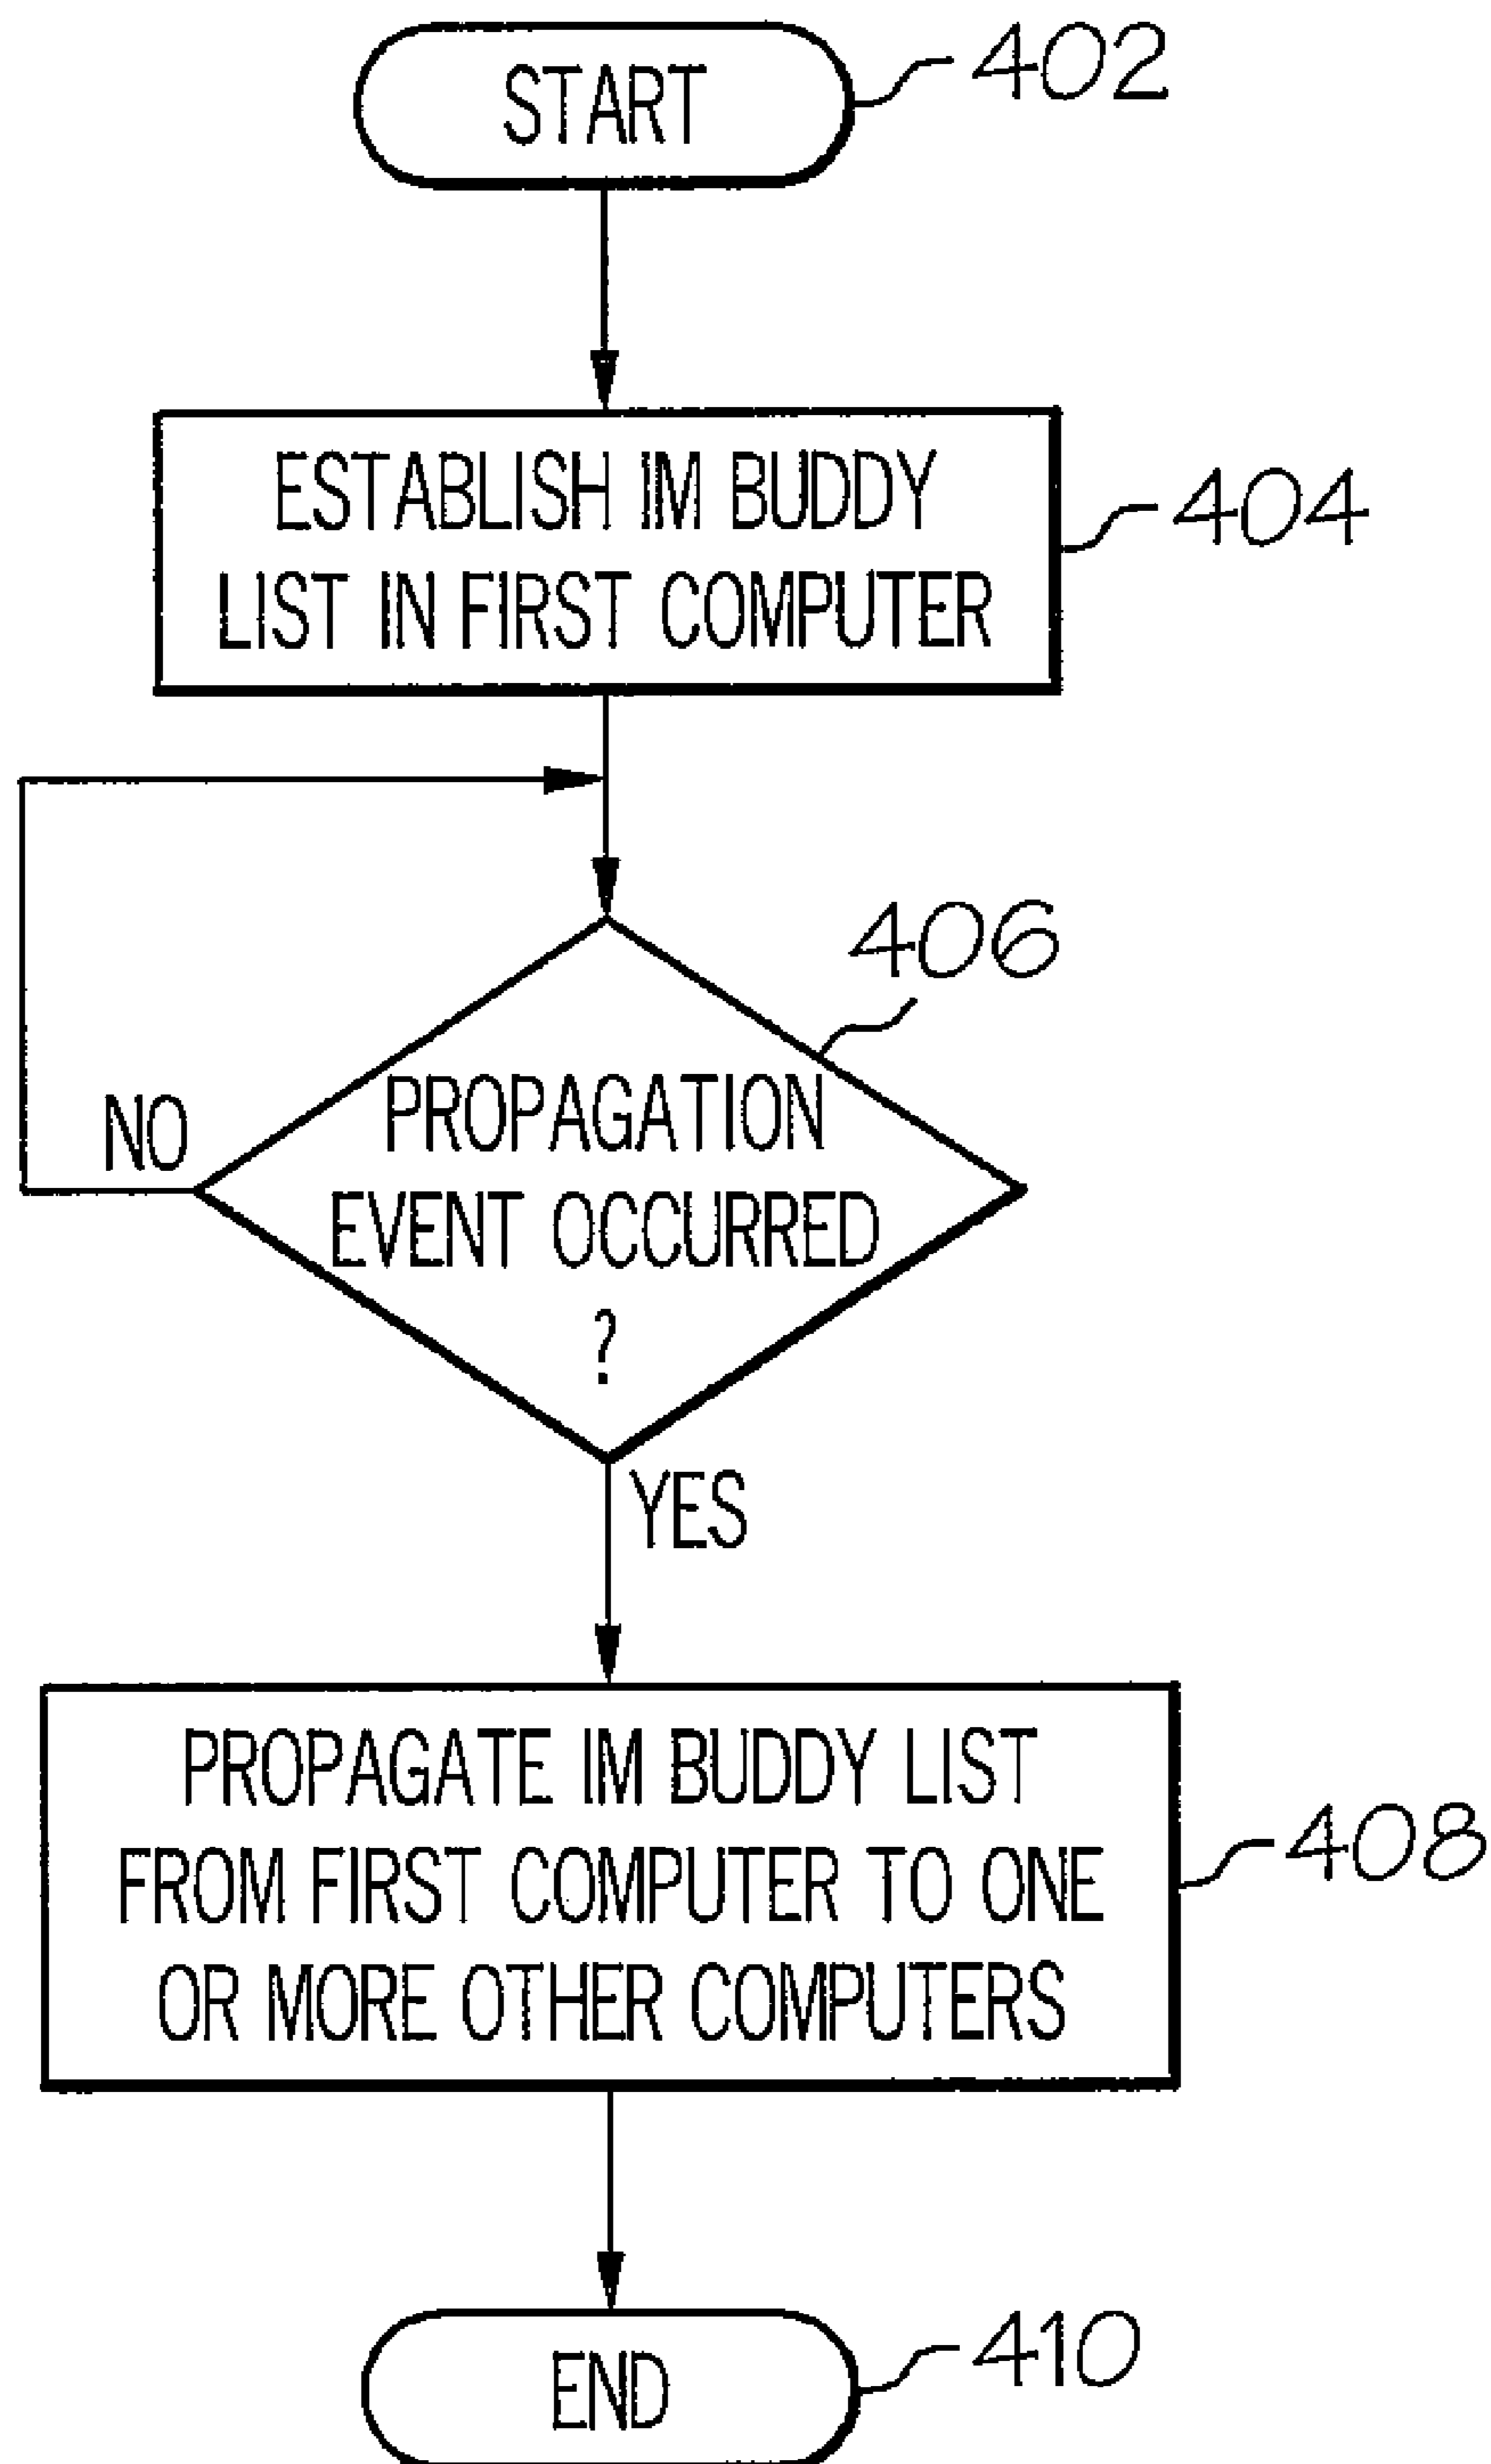 START
402
ESTABLISH IM BUDDY
LIST IN FIRST COMPUTER
404
406
PROPAGATION
EVENT OCCURRED
?
NO
YES
PROPAGATE IM BUDDY LIST
FROM FIRST COMPUTER TO ONE
OR MORE OTHER COMPUTERS
408
END
410